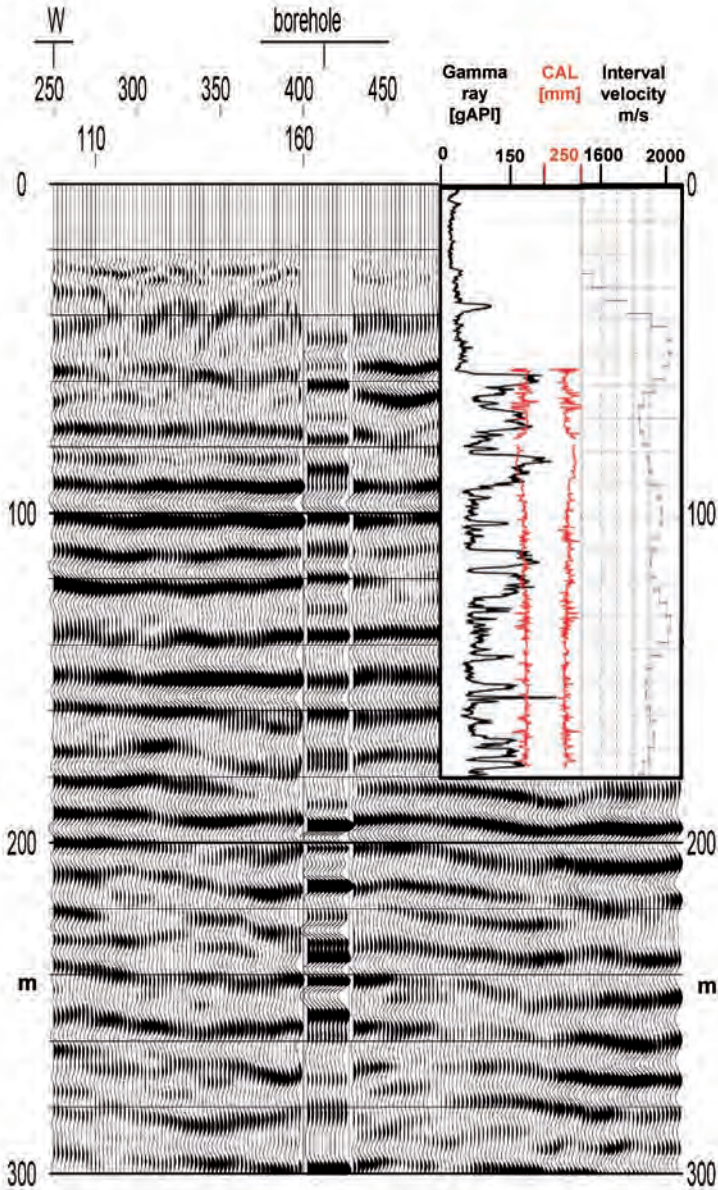 W borehole
250 300 350 400 450
110 160
Gamma ray [gAPI]
CAL [mm]
Interval velocity m/s
0 150 250 1600 2000
0 0
100 100
200 200
m m
300 300